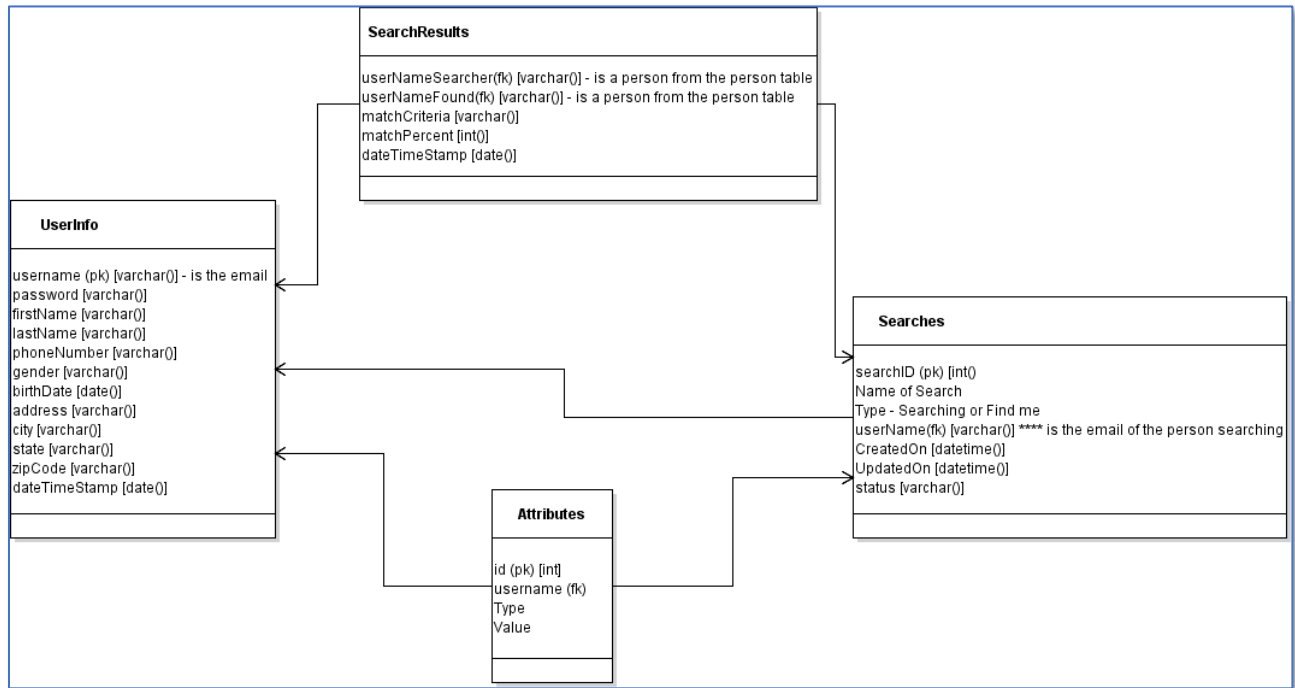 SearchResults
userNameSearcher(fk) [varchar()] - is a person from the person table
userNameFound(fk) [varchar()] - is a person from the person table
matchCriteria [varchar()]
matchPercent [int()]
dateTimeStamp [date()]
UserInfo
username (pk) [varchar()] - is the email
password [varchar()]
firstName [varchar()]
lastName [varchar()]
phoneNumber [varchar()]
gender [varchar()]
birthDate [date()]
address [varchar()]
city [varchar()]
state [varchar()]
zipCode [varchar()]
dateTimeStamp [date()]
Searches
searchID (pk) [int()
Name of Search
Type - Searching or Find me
userName(fk) [varchar()] **** is the email of the person searching
CreatedOn [datetime()]
UpdatedOn [datetime()]
status [varchar()]
Attributes
id (pk) [int]
username (fk)
Type
Value